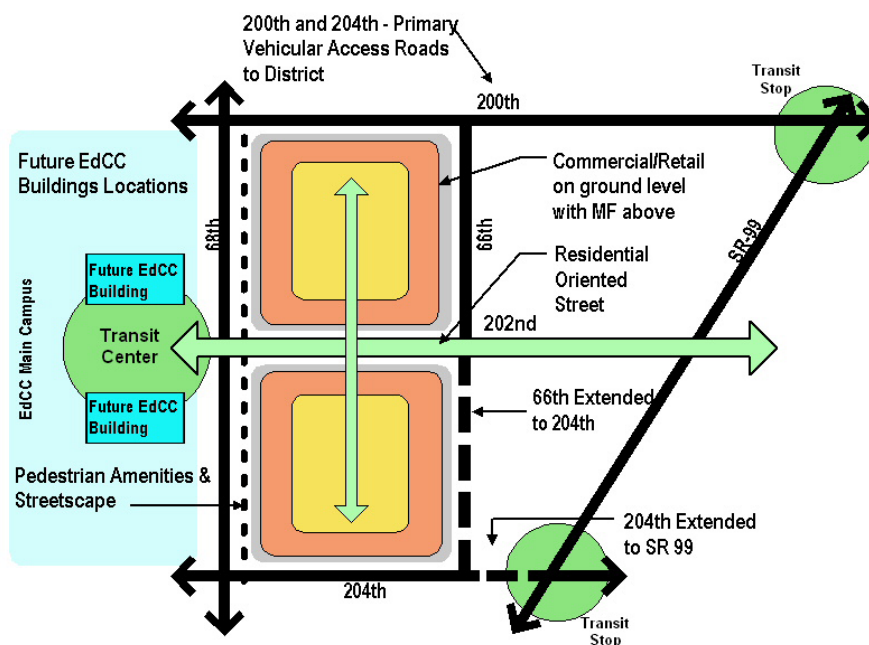 200th and 204th - Primary
Vehicular Access Roads
to District
Transit
Stop
200th
Future EdCC
Buildings Locations
Commercial/Retail
on ground level
with MF above
68th
66th
SR-99
Residential
Oriented
Street
Future EdCC
Building
202nd
EdCC Main Campus
Transit
Center
66th Extended
to 204th
Future EdCC
Building
Pedestrian Amenities &
Streetscape
204th Extended
to SR 99
204th
Transit
Stop